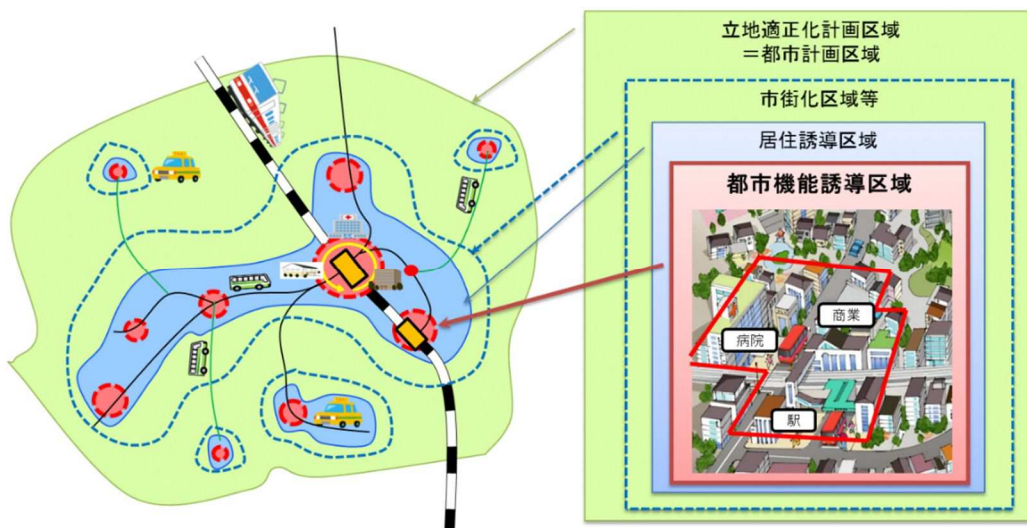 立地適正化計画区域
＝都市計画区域
市街化区域等
居住誘導区域
都市機能誘導区域
商業
病院
駅